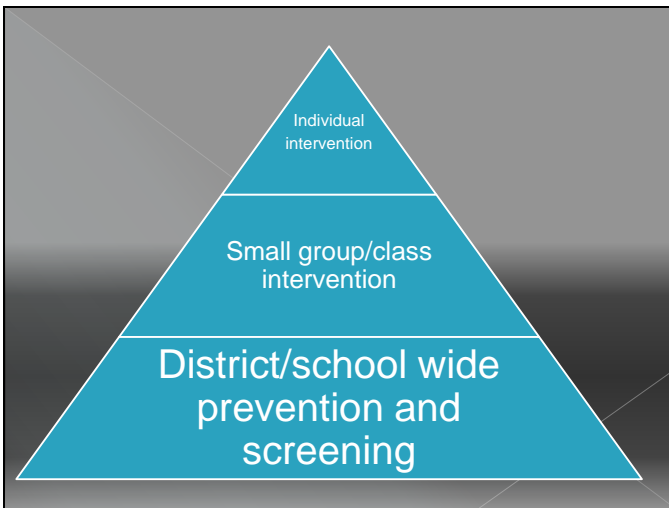 Individual
intervention
Small group/class
intervention
District/school wide
prevention and
screening